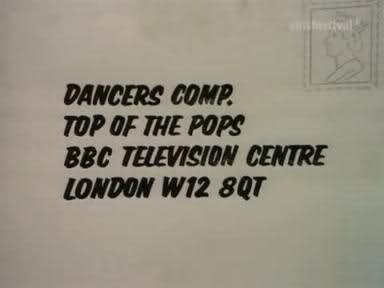 DANCERS COMP.
TOP OF THE POPS
BBC TELEVISION CENTRE
LONDON W12 8QT